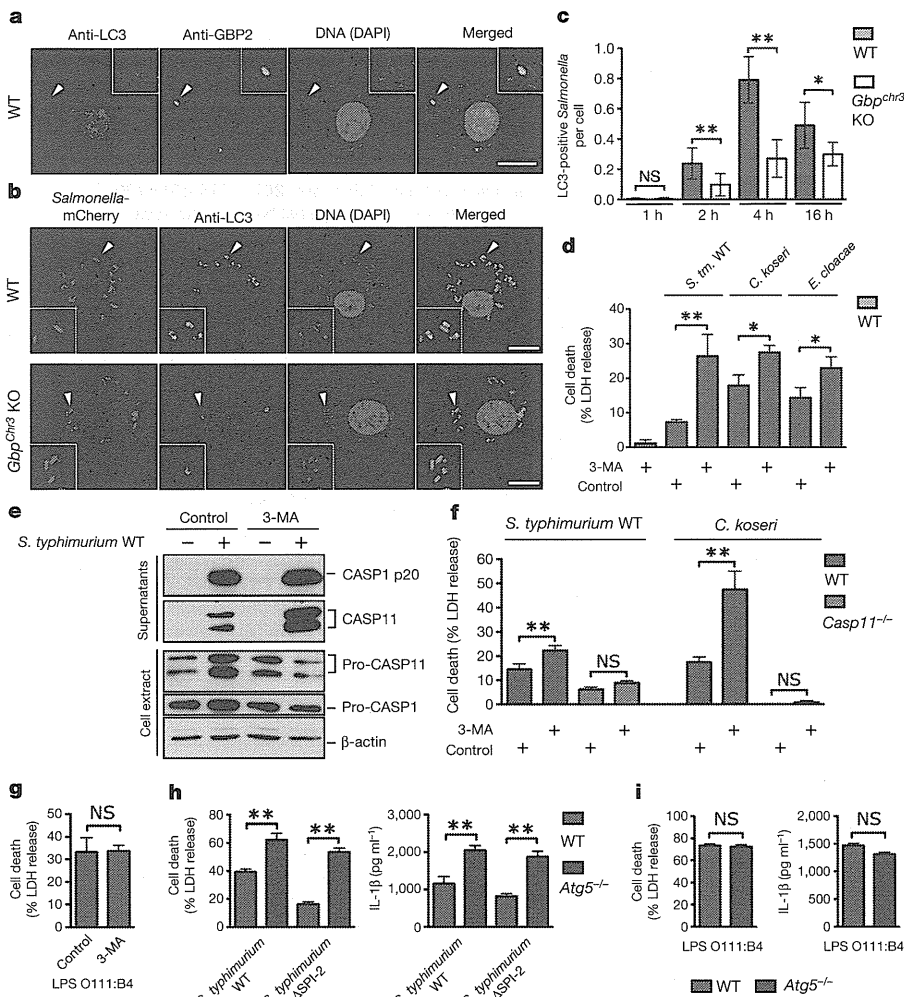 a
Anti-LC3 Anti-GBP2 DNA (DAPI) Merged
WT
b
Salmonella-
mCherry Anti-LC3 DNA (DAPI) Merged
WT
Gbp^Chr3 KO
c
LC3-positive Salmonella
per cell
1.0
0.8
0.6
0.4
0.2
0.0
NS ** ** *
1 h 2 h 4 h 16 h
WT
Gbp^chr3
KO
d
S. tm. WT C. koseri E. cloacae
WT
Cell death
(% LDH release)
40
30
20
10
0
** * *
3-MA + + + +
Control + + +
e
Control 3-MA
S. typhimurium WT − + − +
Supernatants
CASP1 p20
CASP11
Cell extract
Pro-CASP11
Pro-CASP1
β-actin
f
S. typhimurium WT C. koseri
WT
Casp11−/−
Cell death (% LDH release)
60
50
40
30
20
10
0
** NS ** NS
3-MA + + + +
Control + + + +
g
Cell death
(% LDH release)
50
40
30
20
10
0
NS
Control 3-MA
LPS O111:B4
h
Cell death
(% LDH release)
80
60
40
20
0
** **
S. typhimurium
WT
S. typhimurium
ΔSPI-2
IL-1β (pg ml−1)
3,000
2,000
1,000
0
** **
S. typhimurium
WT
S. typhimurium
ΔSPI-2
WT
Atg5−/−
i
Cell death
(% LDH release)
100
80
60
40
20
0
NS
LPS O111:B4
IL-1β (pg ml−1)
2,000
1,500
1,000
500
0
NS
LPS O111:B4
WT Atg5−/−